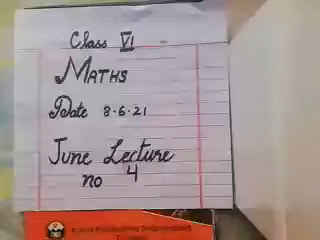 Class VI
MATHS
Date 8.6.21
June Lecture
no 4